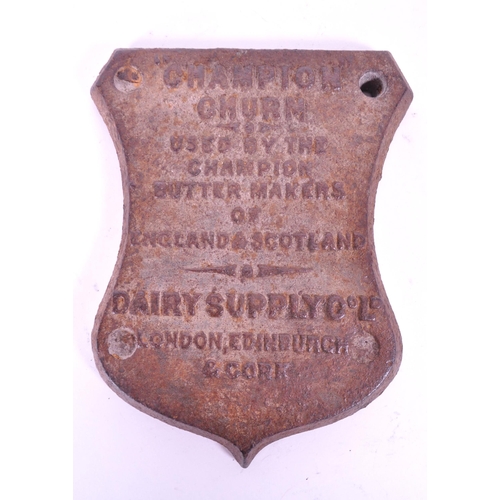 CHAMPION
CHURN
USED BY THE
CHAMPION
BUTTER MAKERS
OF
ENGLAND & SCOTLAND
DAIRY SUPPLY Co Ld
LONDON, EDINBURGH
& CORK